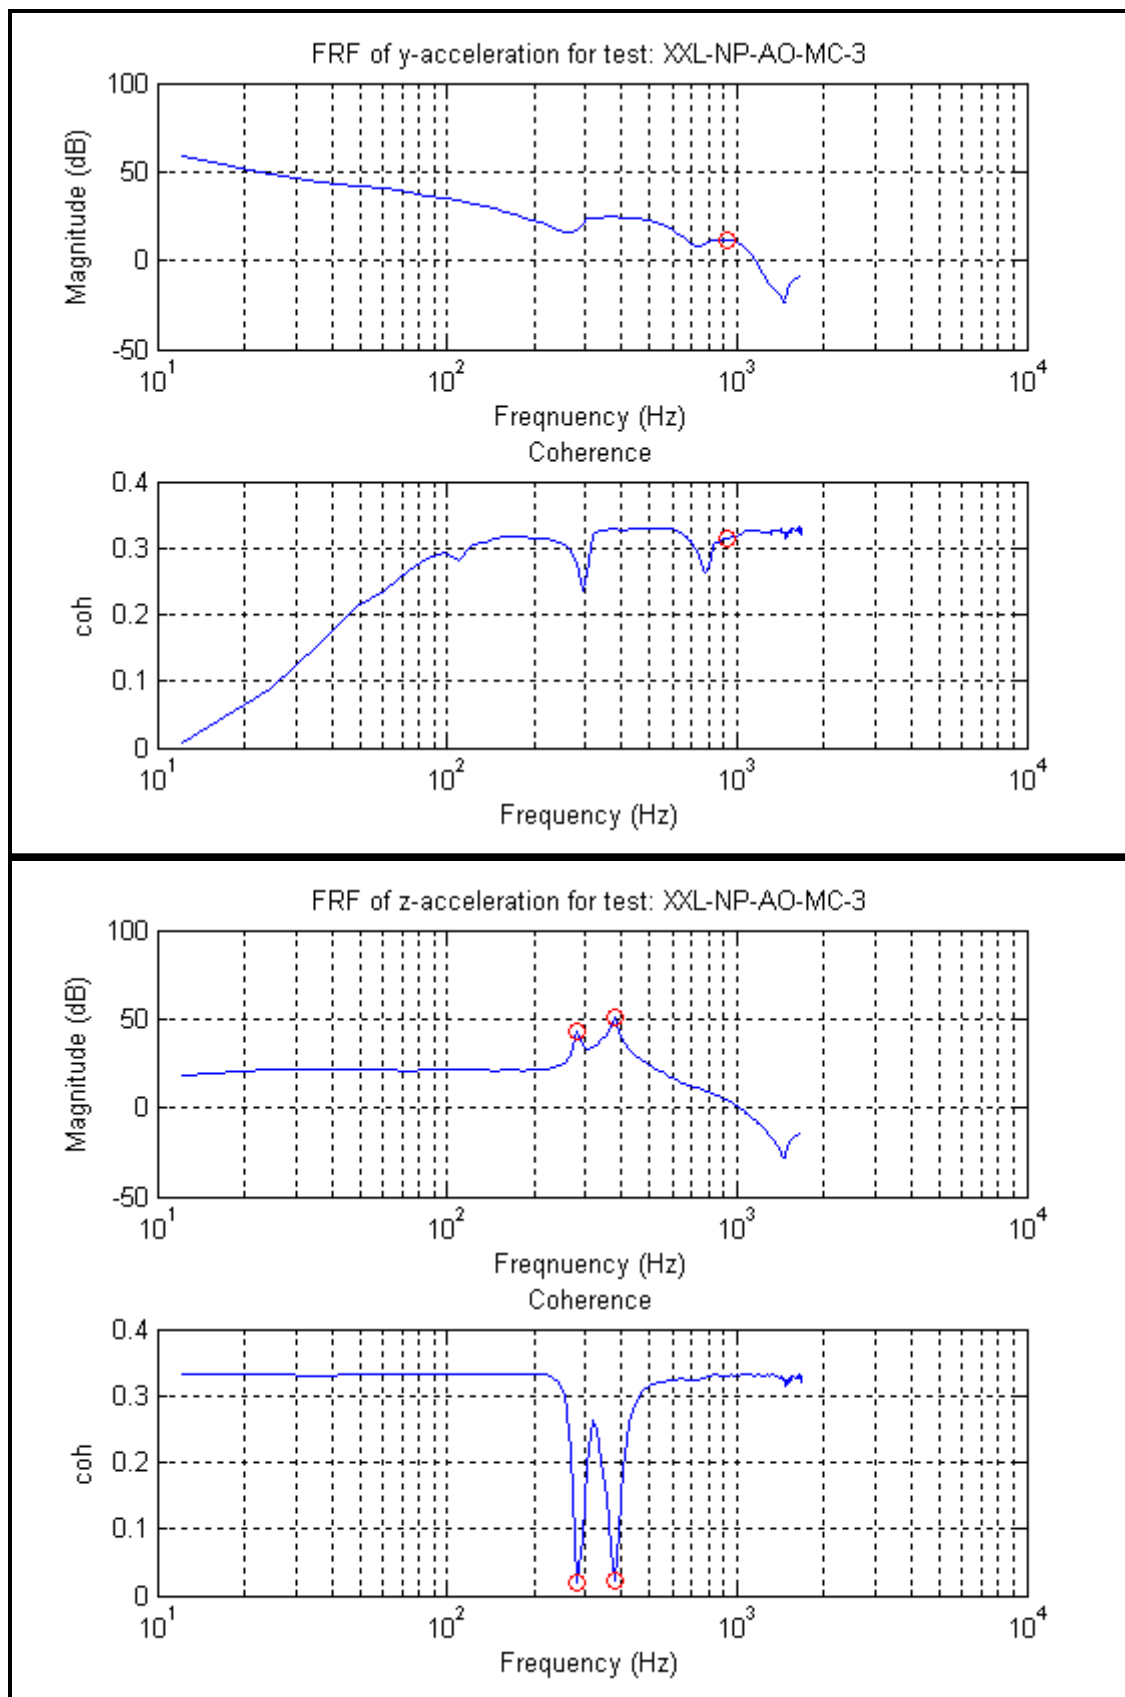 FRF of y-acceleration for test: XXL-NP-AO-MC-3
100
50
0
-50
Magnitude (dB)
10^1 10^2 10^3 10^4
Freqnuency (Hz)
Coherence
0.4
0.3
0.2
0.1
0
coh
10^1 10^2 10^3 10^4
Frequency (Hz)
FRF of z-acceleration for test: XXL-NP-AO-MC-3
100
50
0
-50
Magnitude (dB)
10^1 10^2 10^3 10^4
Freqnuency (Hz)
Coherence
0.4
0.3
0.2
0.1
0
coh
10^1 10^2 10^3 10^4
Frequency (Hz)